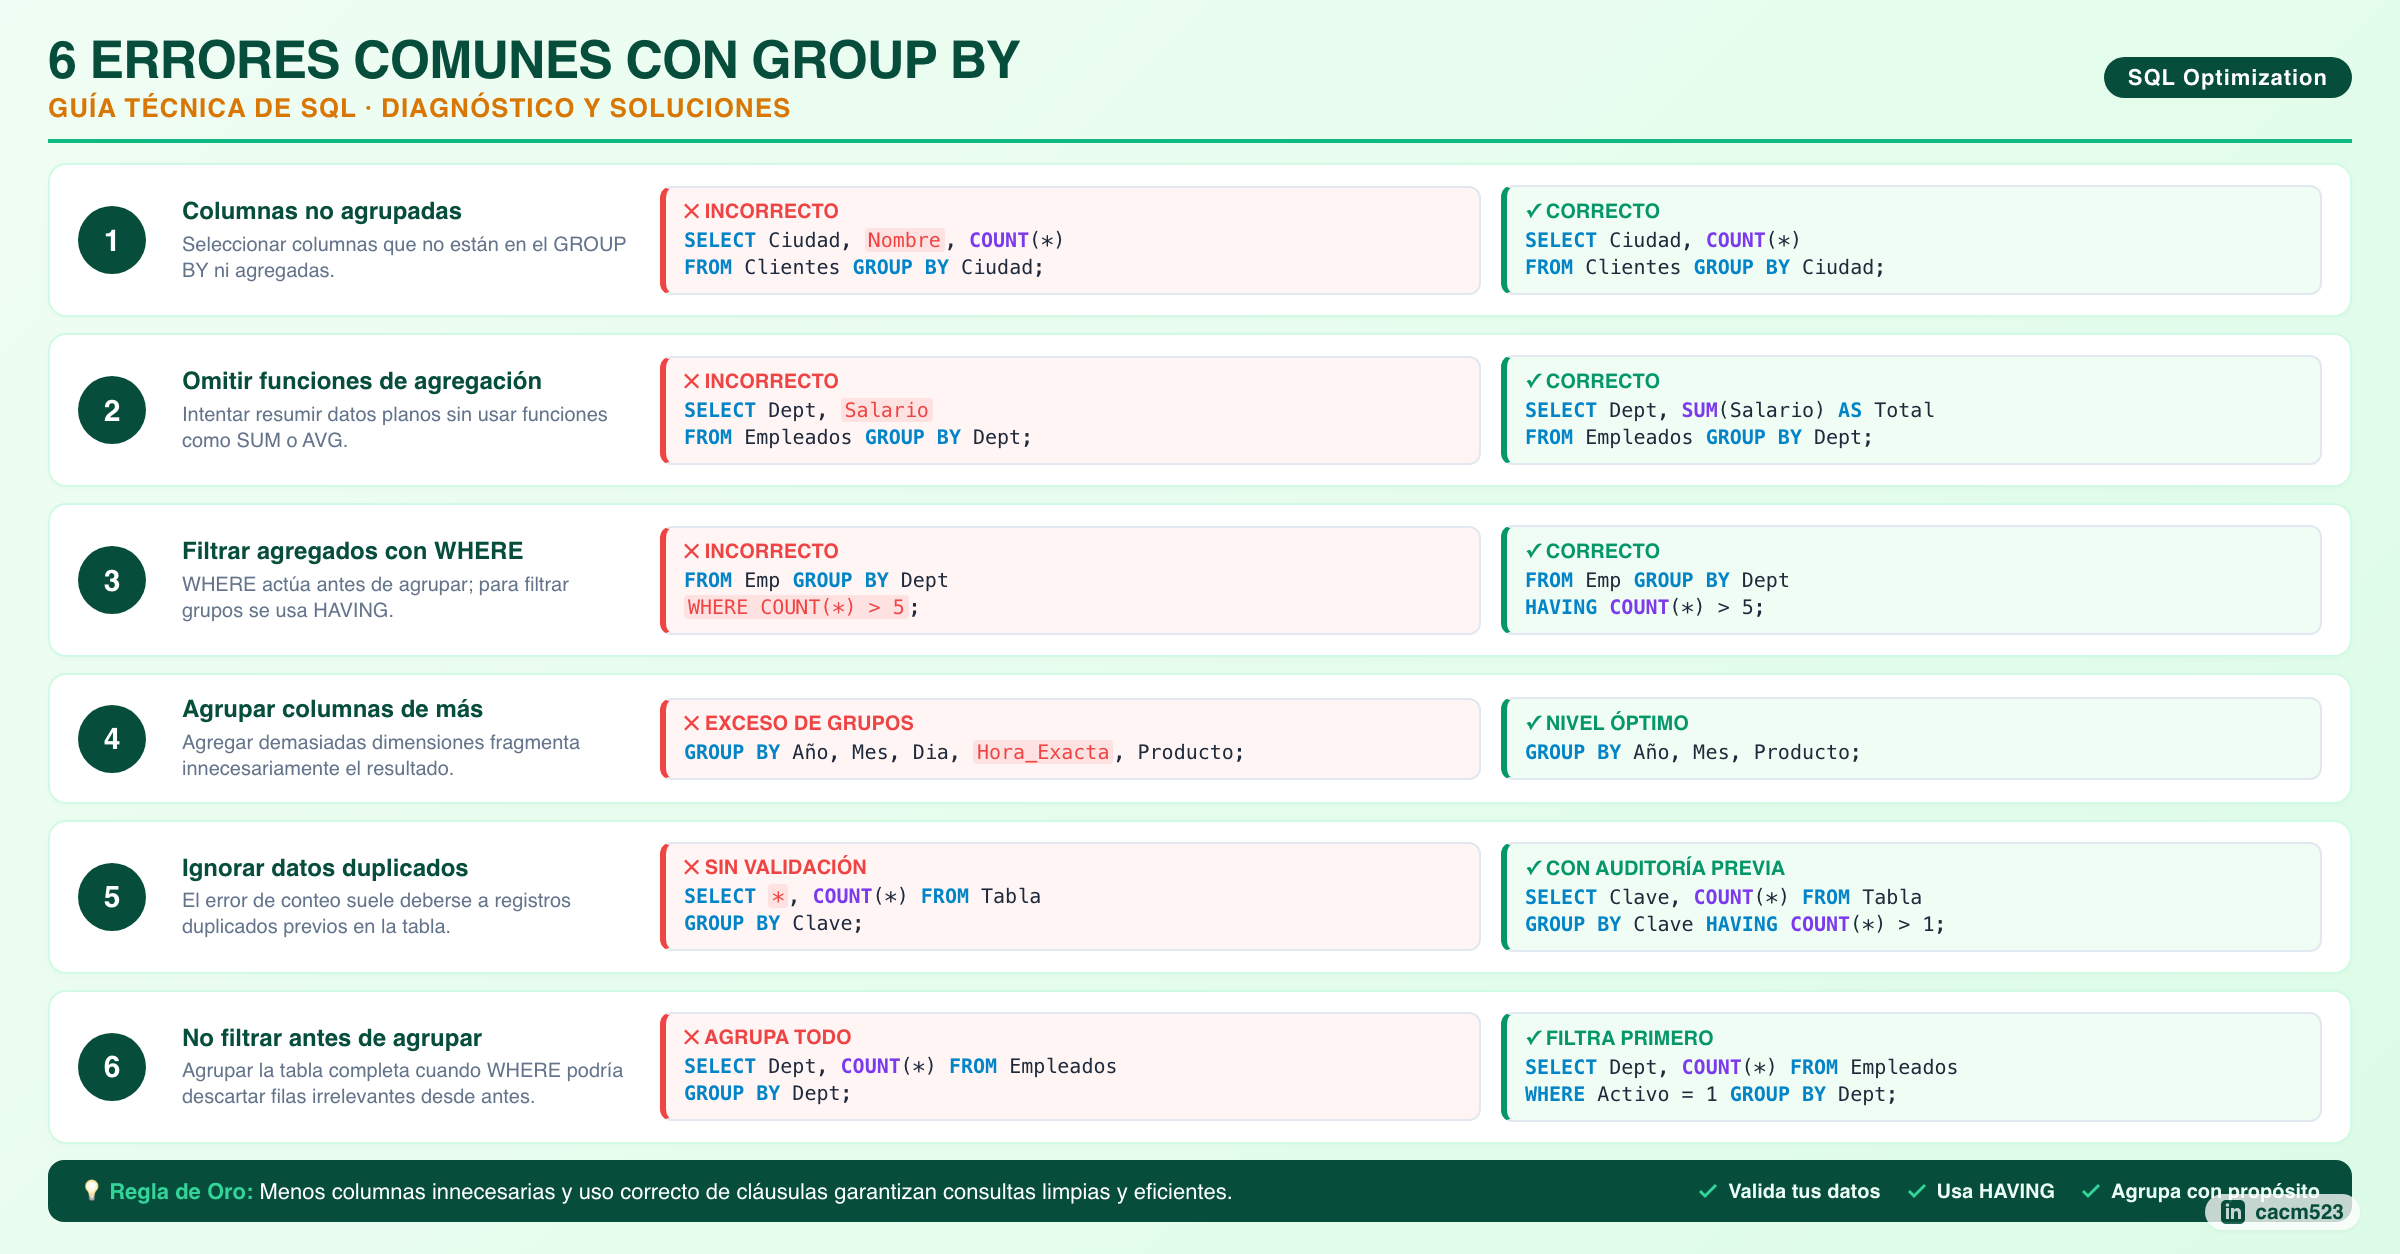 6 ERRORES COMUNES CON GROUP BY
GUÍA TÉCNICA DE SQL · DIAGNÓSTICO Y SOLUCIONES
SQL Optimization
1
Columnas no agrupadas
Seleccionar columnas que no están en el GROUP
BY ni agregadas.
✕ INCORRECTO
SELECT Ciudad, Nombre, COUNT(*)
FROM Clientes GROUP BY Ciudad;
✓ CORRECTO
SELECT Ciudad, COUNT(*)
FROM Clientes GROUP BY Ciudad;
2
Omitir funciones de agregación
Intentar resumir datos planos sin usar funciones
como SUM o AVG.
✕ INCORRECTO
SELECT Dept, Salario
FROM Empleados GROUP BY Dept;
✓ CORRECTO
SELECT Dept, SUM(Salario) AS Total
FROM Empleados GROUP BY Dept;
3
Filtrar agregados con WHERE
WHERE actúa antes de agrupar; para filtrar
grupos se usa HAVING.
✕ INCORRECTO
FROM Emp GROUP BY Dept
WHERE COUNT(*) > 5;
✓ CORRECTO
FROM Emp GROUP BY Dept
HAVING COUNT(*) > 5;
4
Agrupar columnas de más
Agregar demasiadas dimensiones fragmenta
innecesariamente el resultado.
✕ EXCESO DE GRUPOS
GROUP BY Año, Mes, Dia, Hora_Exacta, Producto;
✓ NIVEL ÓPTIMO
GROUP BY Año, Mes, Producto;
5
Ignorar datos duplicados
El error de conteo suele deberse a registros
duplicados previos en la tabla.
✕ SIN VALIDACIÓN
SELECT *, COUNT(*) FROM Tabla
GROUP BY Clave;
✓ CON AUDITORÍA PREVIA
SELECT Clave, COUNT(*) FROM Tabla
GROUP BY Clave HAVING COUNT(*) > 1;
6
No filtrar antes de agrupar
Agrupar la tabla completa cuando WHERE podría
descartar filas irrelevantes desde antes.
✕ AGRUPA TODO
SELECT Dept, COUNT(*) FROM Empleados
GROUP BY Dept;
✓ FILTRA PRIMERO
SELECT Dept, COUNT(*) FROM Empleados
WHERE Activo = 1 GROUP BY Dept;
💡 Regla de Oro: Menos columnas innecesarias y uso correcto de cláusulas garantizan consultas limpias y eficientes.
✓ Valida tus datos ✓ Usa HAVING ✓ Agrupa con propósito
in cacm523